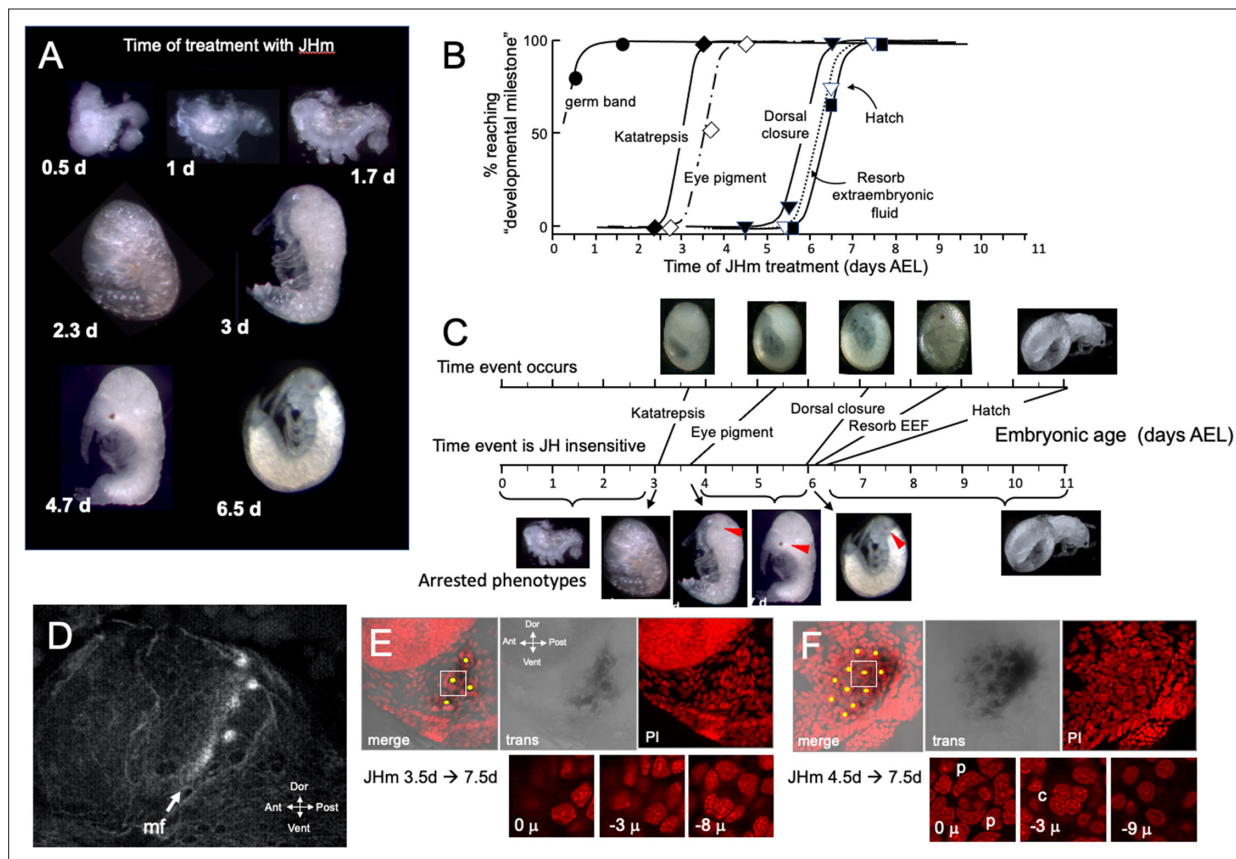 A
Time of treatment with JHm
0.5 d
1 d
1.7 d
2.3 d
3 d
4.7 d
6.5 d
B
% reaching
“developmental milestone”
100
50
0
germ band
Katatrepsis
Eye pigment
Dorsal
closure
Hatch
Resorb
extraembryonic
fluid
0 1 2 3 4 5 6 7 8 9 10 11
Time of JHm treatment (days AEL)
C
Time event occurs
Katatrepsis
Eye pigment
Dorsal closure
Resorb EEF
Hatch
Time event is JH insensitive
Embryonic age (days AEL)
0 1 2 3 4 5 6 7 8 9 10 11
Arrested phenotypes
D
mf
Dor
Ant
Post
Vent
E
merge
Dor
Ant
Post
Vent
trans
PI
JHm 3.5d → 7.5d
0 µ
-3 µ
-8 µ
F
merge
trans
PI
JHm 4.5d → 7.5d
p
p
0 µ
c
-3 µ
-9 µ